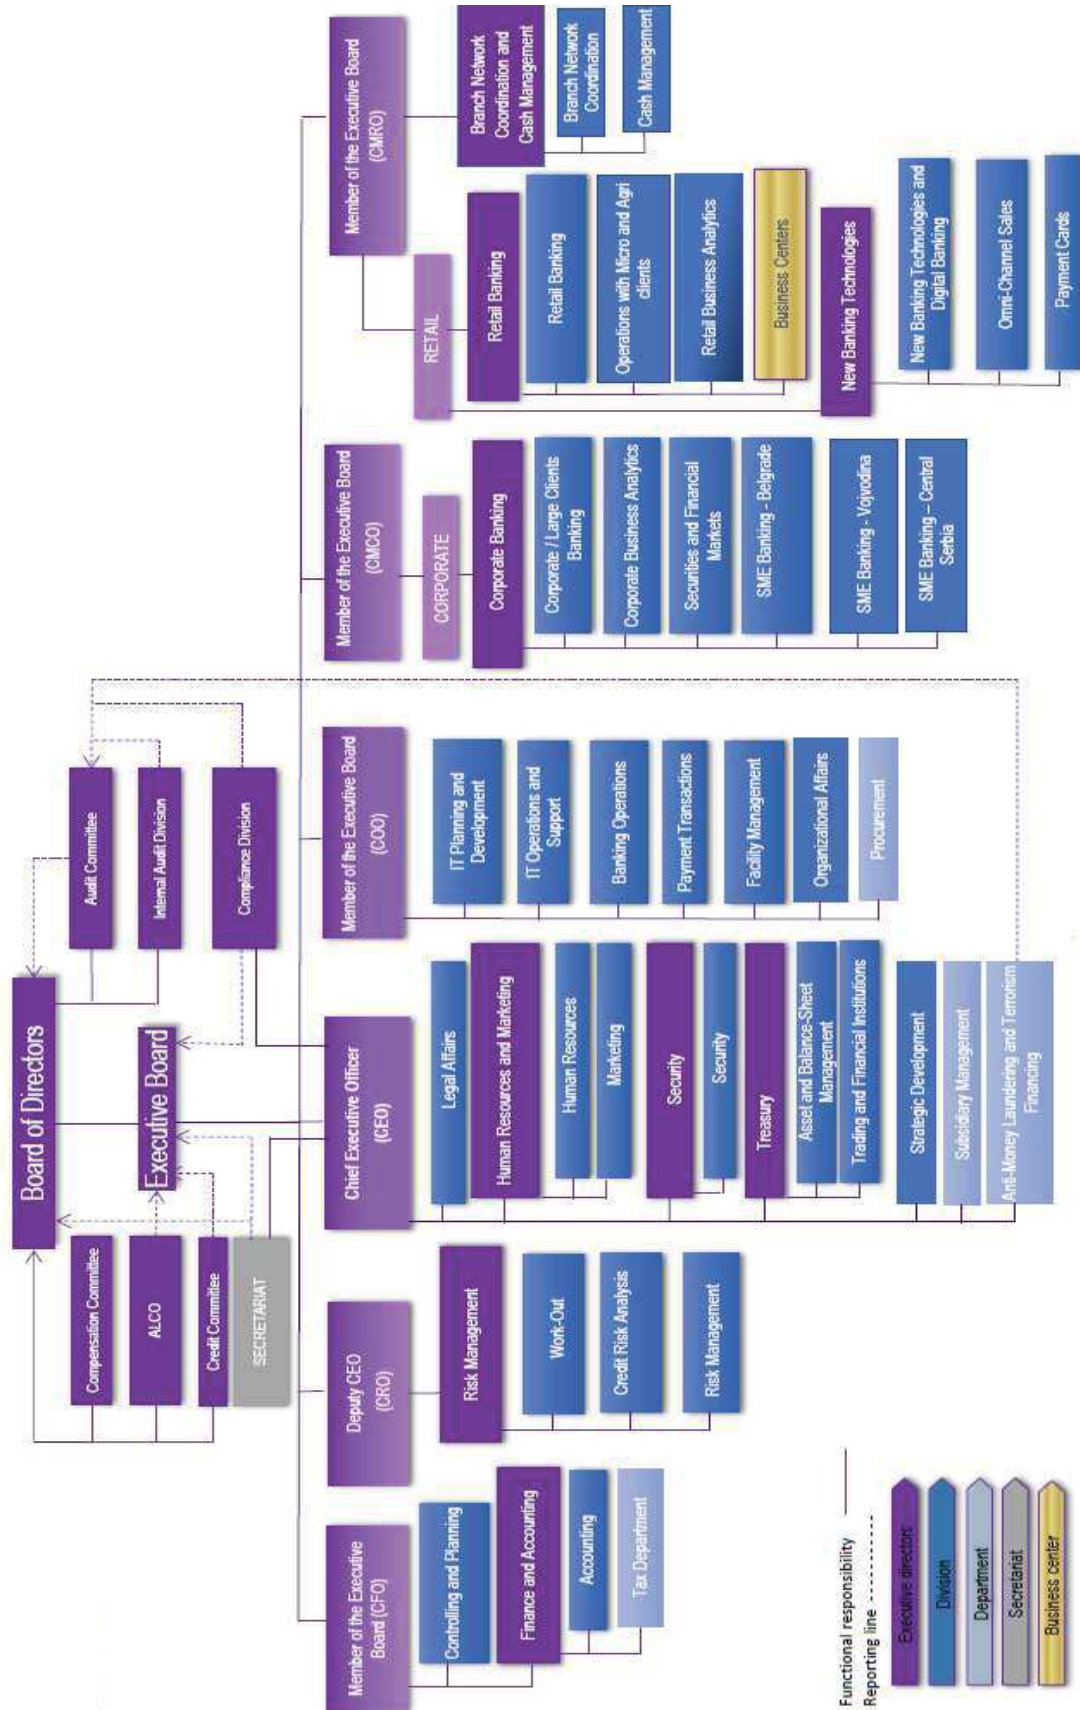 Board of Directors
Executive Board
Compensation Committee
ALCO
Credit Committee
SECRETARIAT
Audit Committee
Internal Audit Division
Compliance Division
Member of the Executive
Board (CFO)
Controlling and Planning
Finance and Accounting
Accounting
Tax Department
Deputy CEO
(CRO)
Risk Management
Work-Out
Credit Risk Analysis
Risk Management
Chief Executive Officer
(CEO)
Legal Affairs
Human Resources and Marketing
Human Resources
Marketing
Security
Security
Treasury
Asset and Balance-Sheet
Management
Trading and Financial Institutions
Strategic Development
Subsidiary Management
Anti-Money Laundering and Terrorism
Financing
Member of the Executive Board
(COO)
IT Planning and
Development
IT Operations and
Support
Banking Operations
Payment Transactions
Facility Management
Organizational Affairs
Procurement
Member of the Executive Board
(CMCO)
CORPORATE
Corporate Banking
Corporate / Large Clients
Banking
Corporate Business Analytics
Securities and Financial
Markets
SME Banking - Belgrade
SME Banking - Vojvodina
SME Banking – Central
Serbia
Member of the Executive Board
(CMRO)
RETAIL
Retail Banking
Retail Banking
Operations with Micro and Agri
clients
Retail Business Analytics
Business Centers
New Banking Technologies
New Banking Technologies and
Digital Banking
Omni-Channel Sales
Payment Cards
Branch Network
Coordination and
Cash Management
Branch Network
Coordination
Cash Management
Functional responsibility
Reporting line
Executive directors
Division
Department
Secretariat
Business center